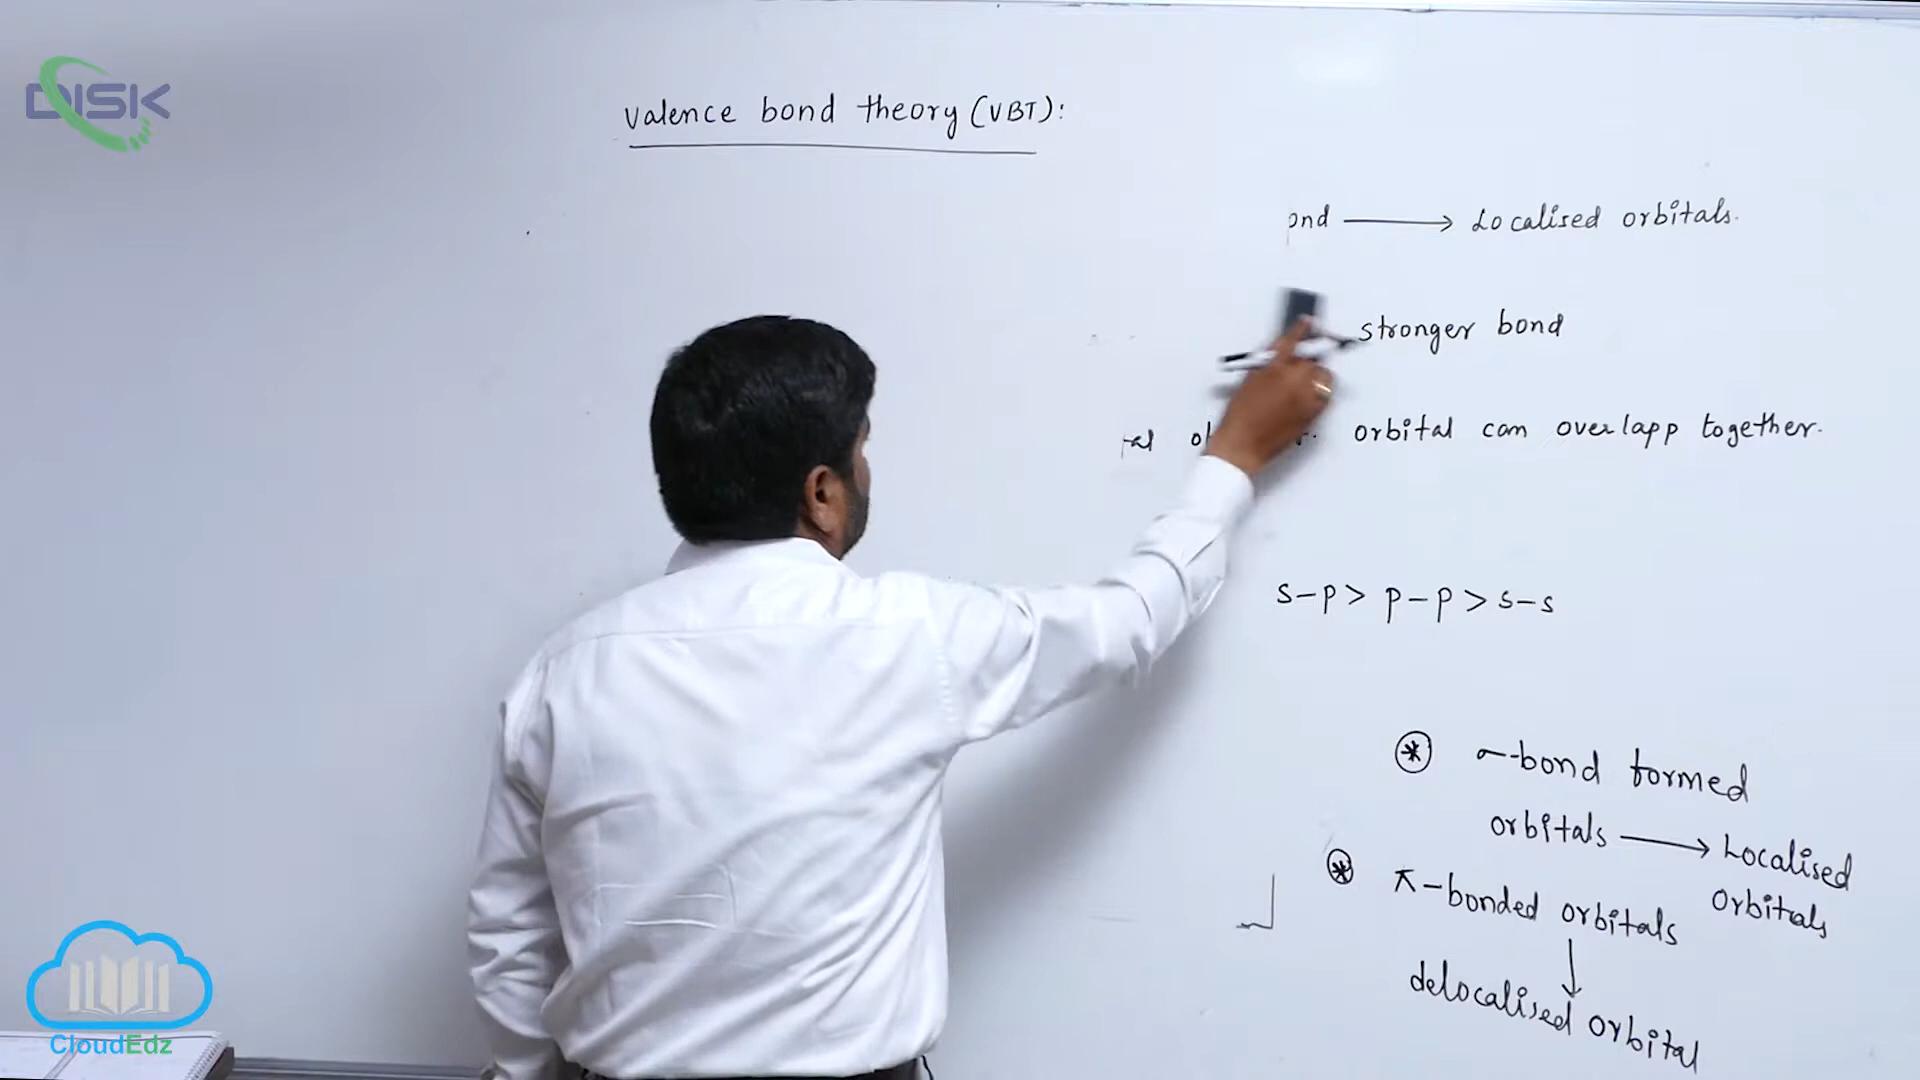 DISK
Valence bond theory (VBT):
ond ⟶ Localised orbitals.
stronger bond
orbital can overlapp together.
s-p > p-p > s-s
⊛ σ-bond formed
orbitals ⟶ Localised
orbitals
⊛ π-bonded orbitals
↓
delocalised orbital
CloudEdz